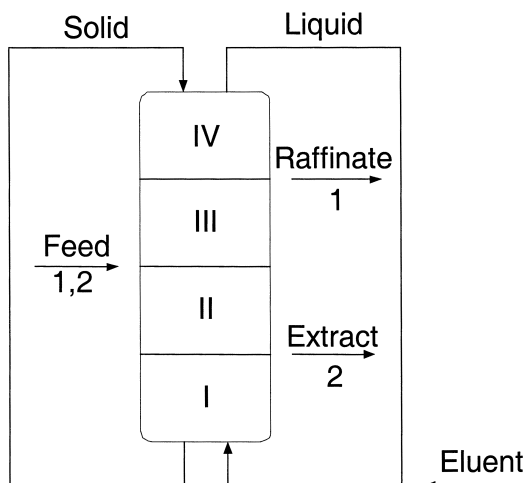 Solid
Liquid
IV
Raffinate
1
III
Feed
1,2
II
Extract
2
I
Eluent